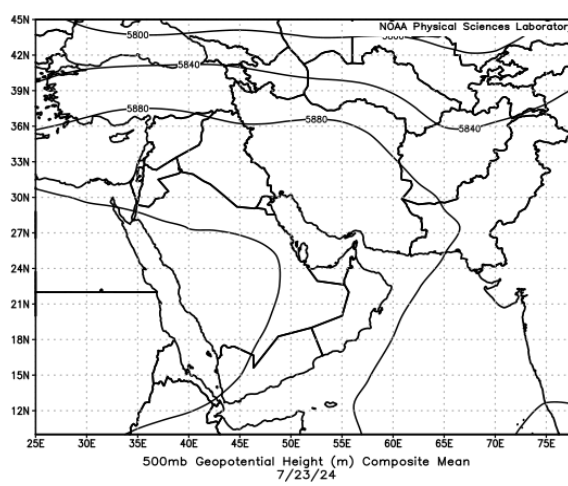 NOAA Physical Sciences Laboratory
45N
42N
39N
36N
33N
30N
27N
24N
21N
18N
15N
12N
5800
5840
5880
5840
25E
30E
35E
40E
45E
50E
55E
60E
65E
70E
75E
500mb Geopotential Height (m) Composite Mean
7/23/24